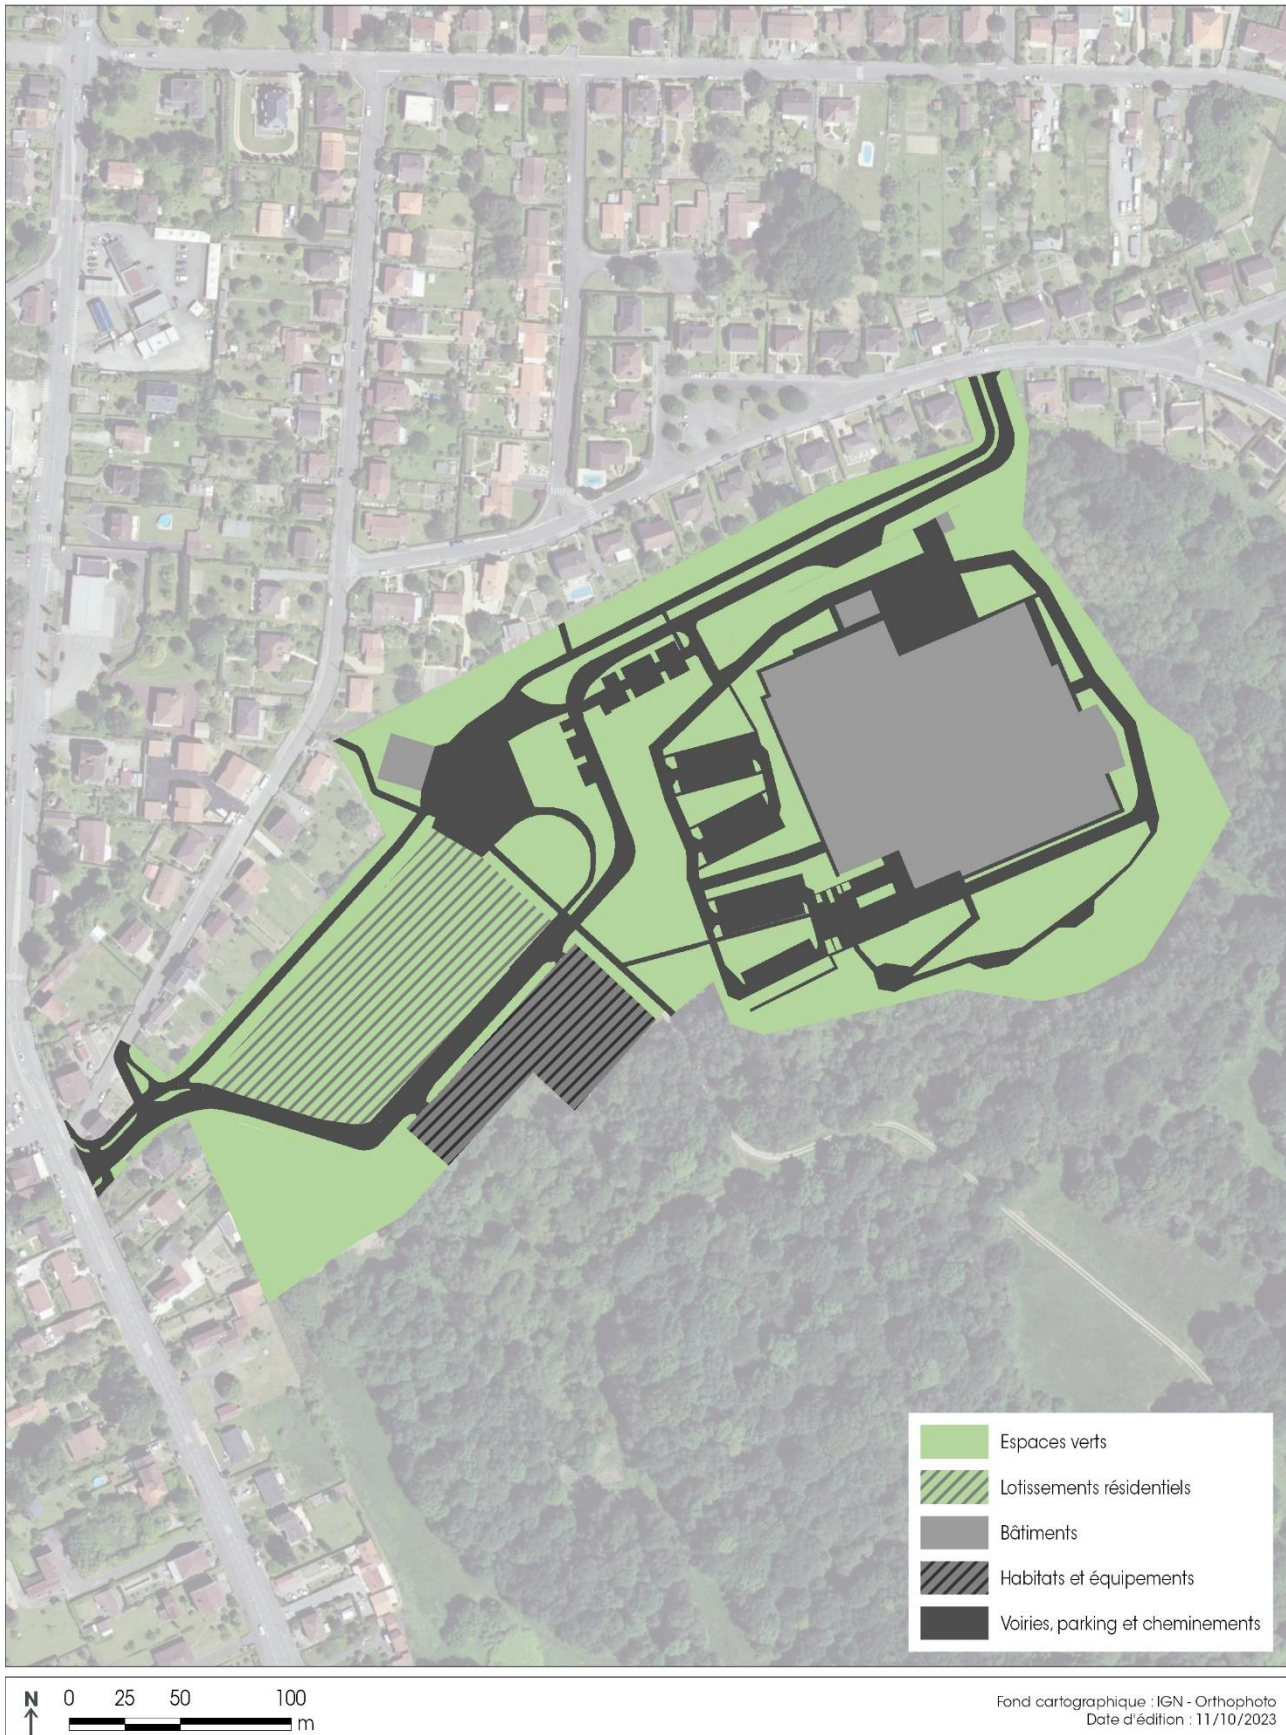 Espaces verts
Lotissements résidentiels
Bâtiments
Habitats et équipements
Voiries, parking et cheminements
N 0 25 50 100
m
Fond cartographique : IGN - Orthophoto
Date d'édition : 11/10/2023